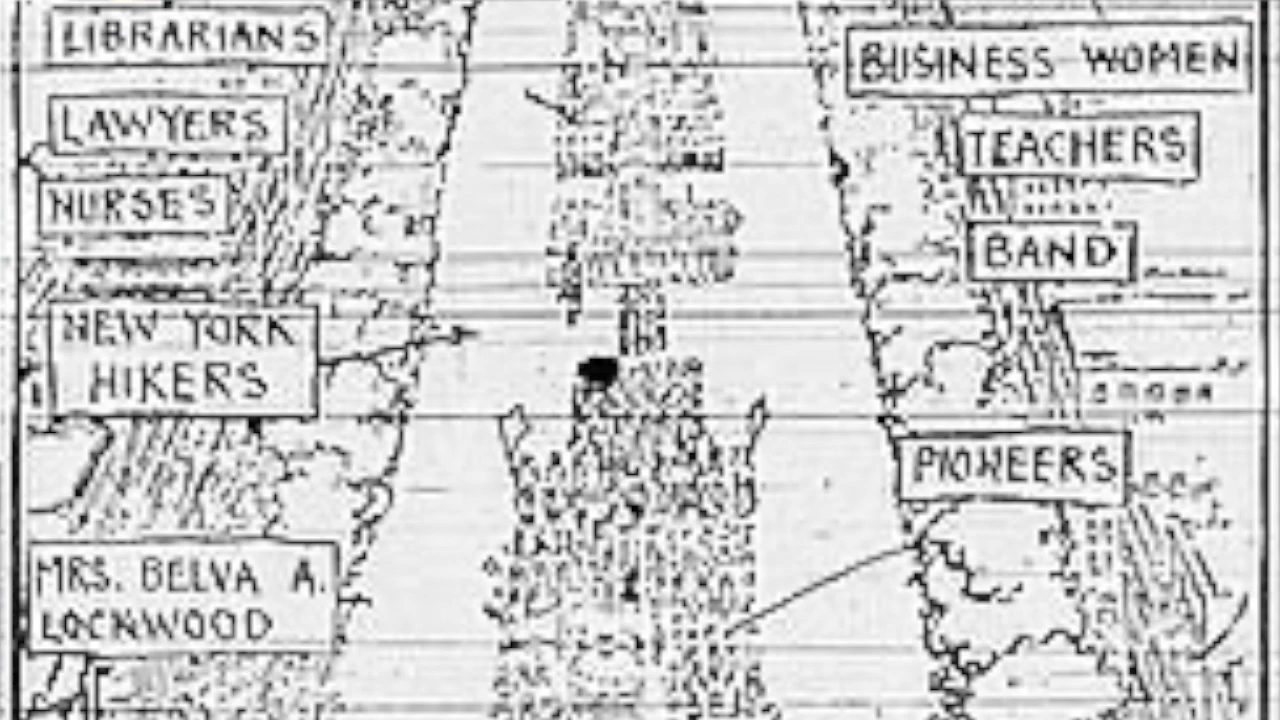 LIBRARIANS
LAWYERS
NURSES
NEW YORK
HIKERS
MRS. BELVA A.
LOCKWOOD
BUSINESS WOMEN
TEACHERS
BAND
PIONEERS